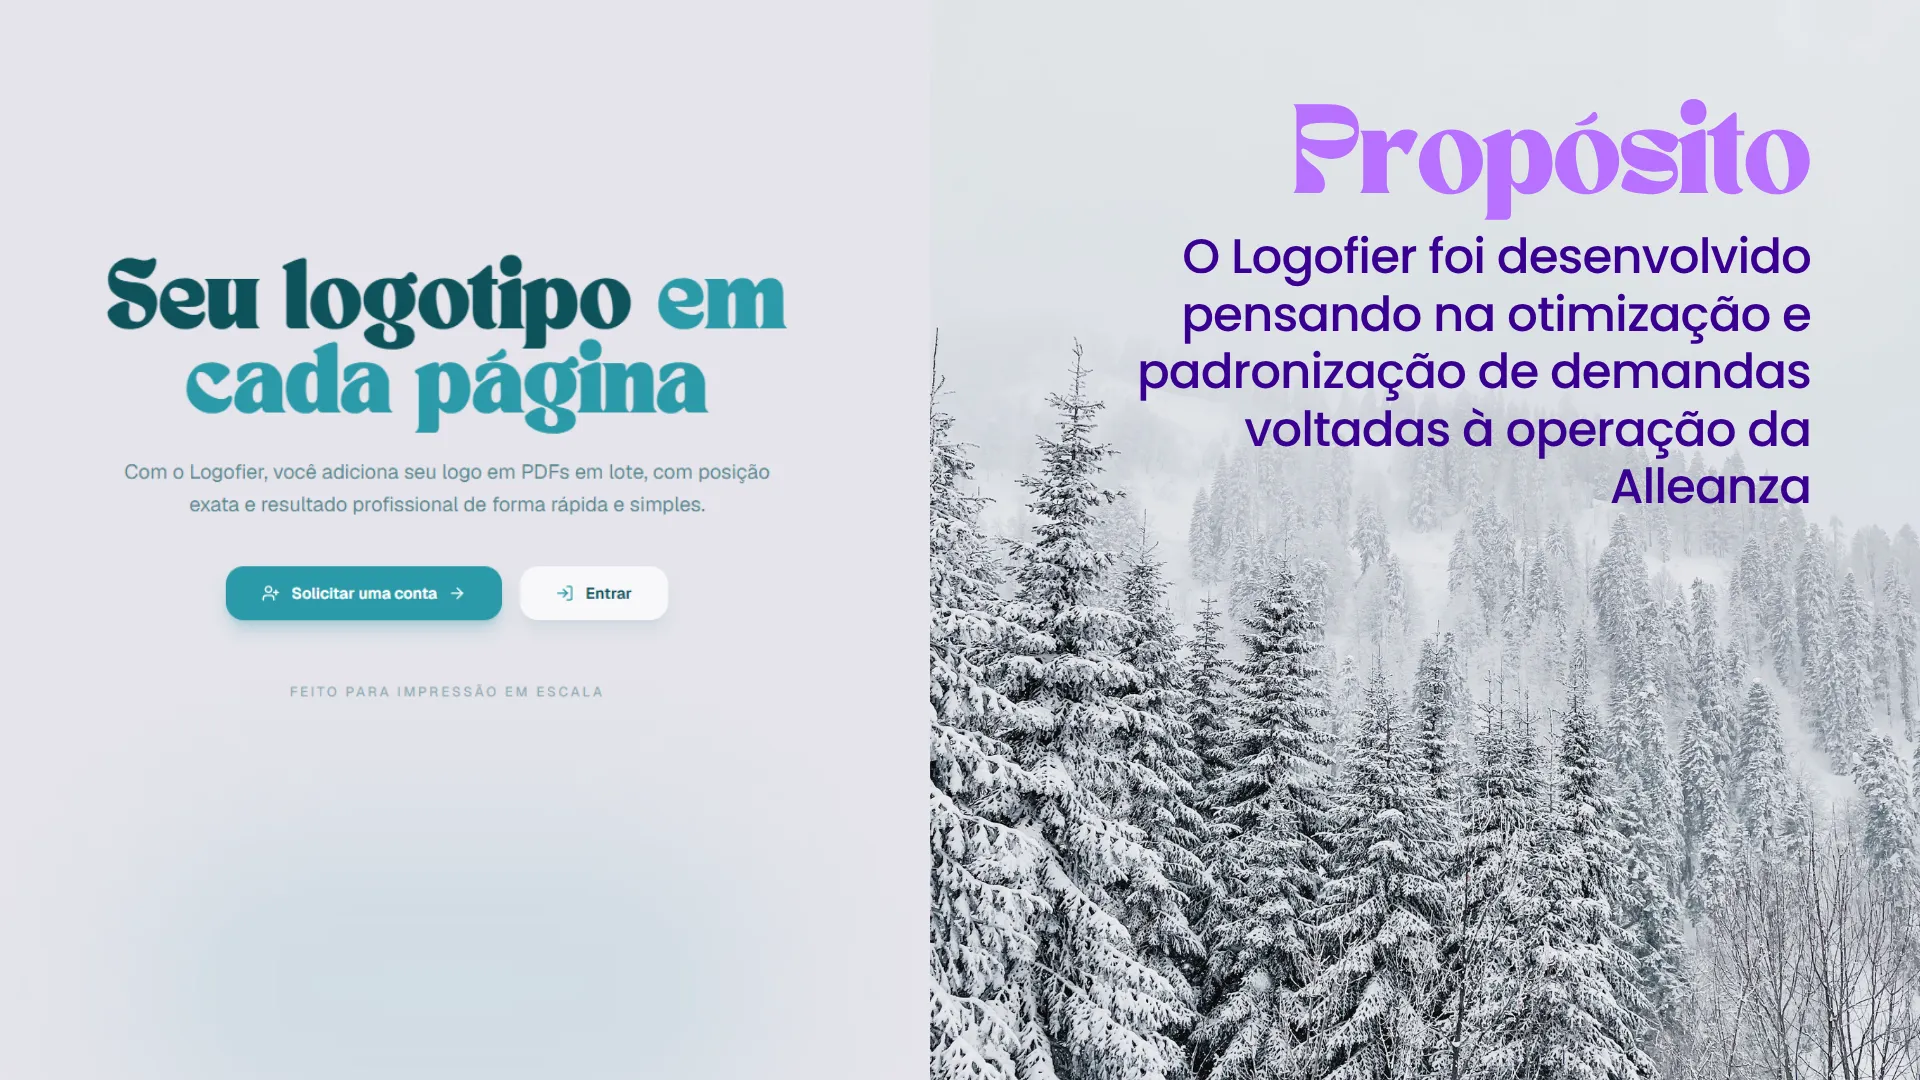 Seu logotipo em
cada página
Com o Logofier, você adiciona seu logo em PDFs em lote, com posição
exata e resultado profissional de forma rápida e simples.
Solicitar uma conta
Entrar
FEITO PARA IMPRESSÃO EM ESCALA
Propósito
O Logofier foi desenvolvido
pensando na otimização e
padronização de demandas
voltadas à operação da
Alleanza